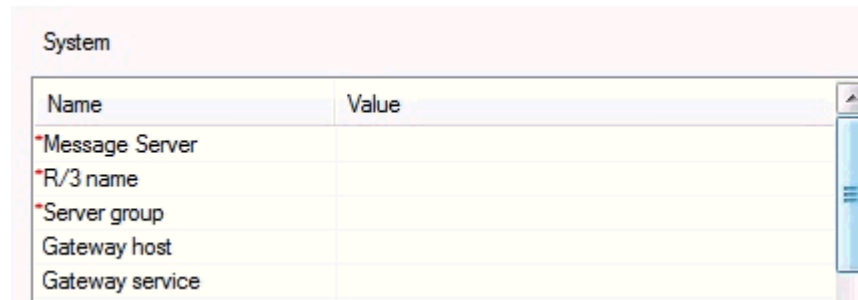 System
Name Value
*Message Server
*R/3 name
*Server group
Gateway host
Gateway service